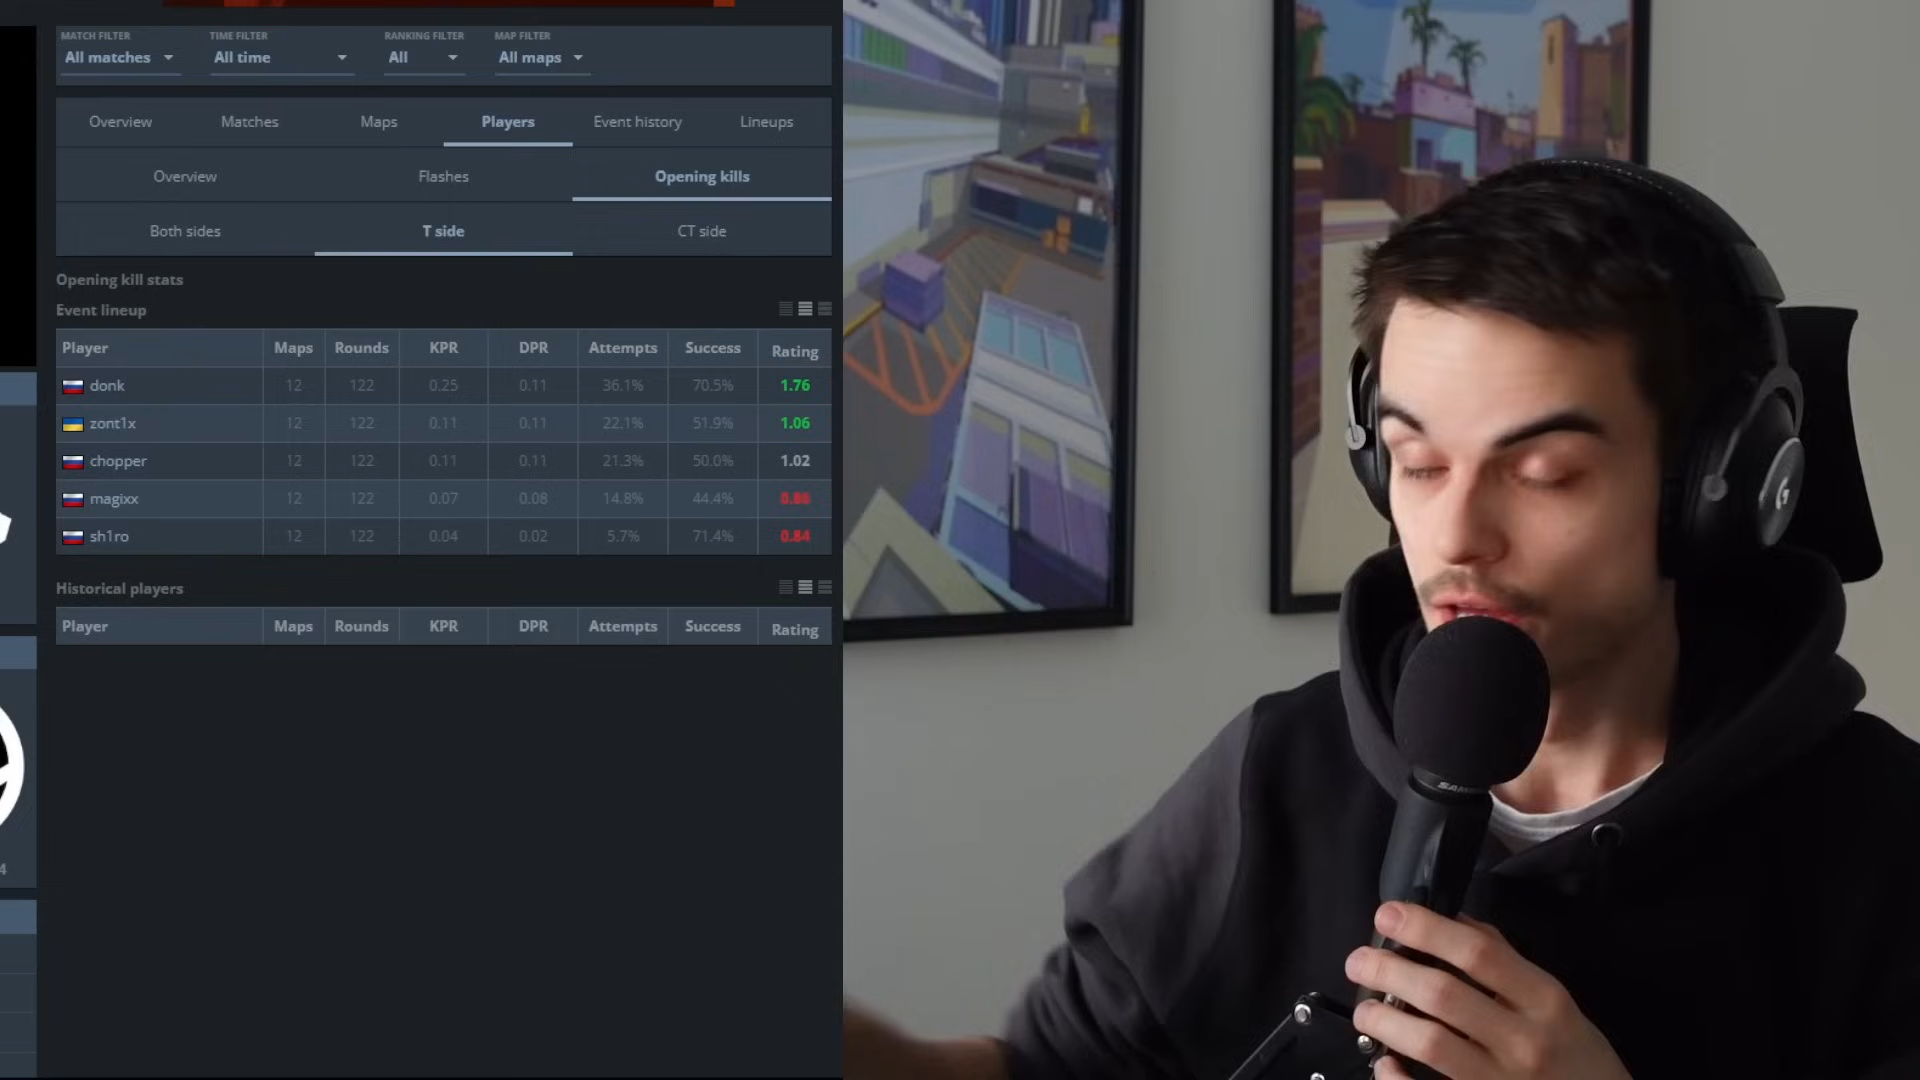 MATCH FILTER TIME FILTER RANKING FILTER MAP FILTER
All matches All time All All maps
Overview Matches Maps Players Event history Lineups
Overview Flashes Opening kills
Both sides T side CT side
Opening kill stats
Event lineup
Player Maps Rounds KPR DPR Attempts Success Rating
donk 12 122 0.25 0.11 36.1% 70.5% 1.76
zont1x 12 122 0.11 0.11 22.1% 51.9% 1.06
chopper 12 122 0.11 0.11 21.3% 50.0% 1.02
magixx 12 122 0.07 0.08 14.8% 44.4% 0.86
sh1ro 12 122 0.04 0.02 5.7% 71.4% 0.84
Historical players
Player Maps Rounds KPR DPR Attempts Success Rating
4
G